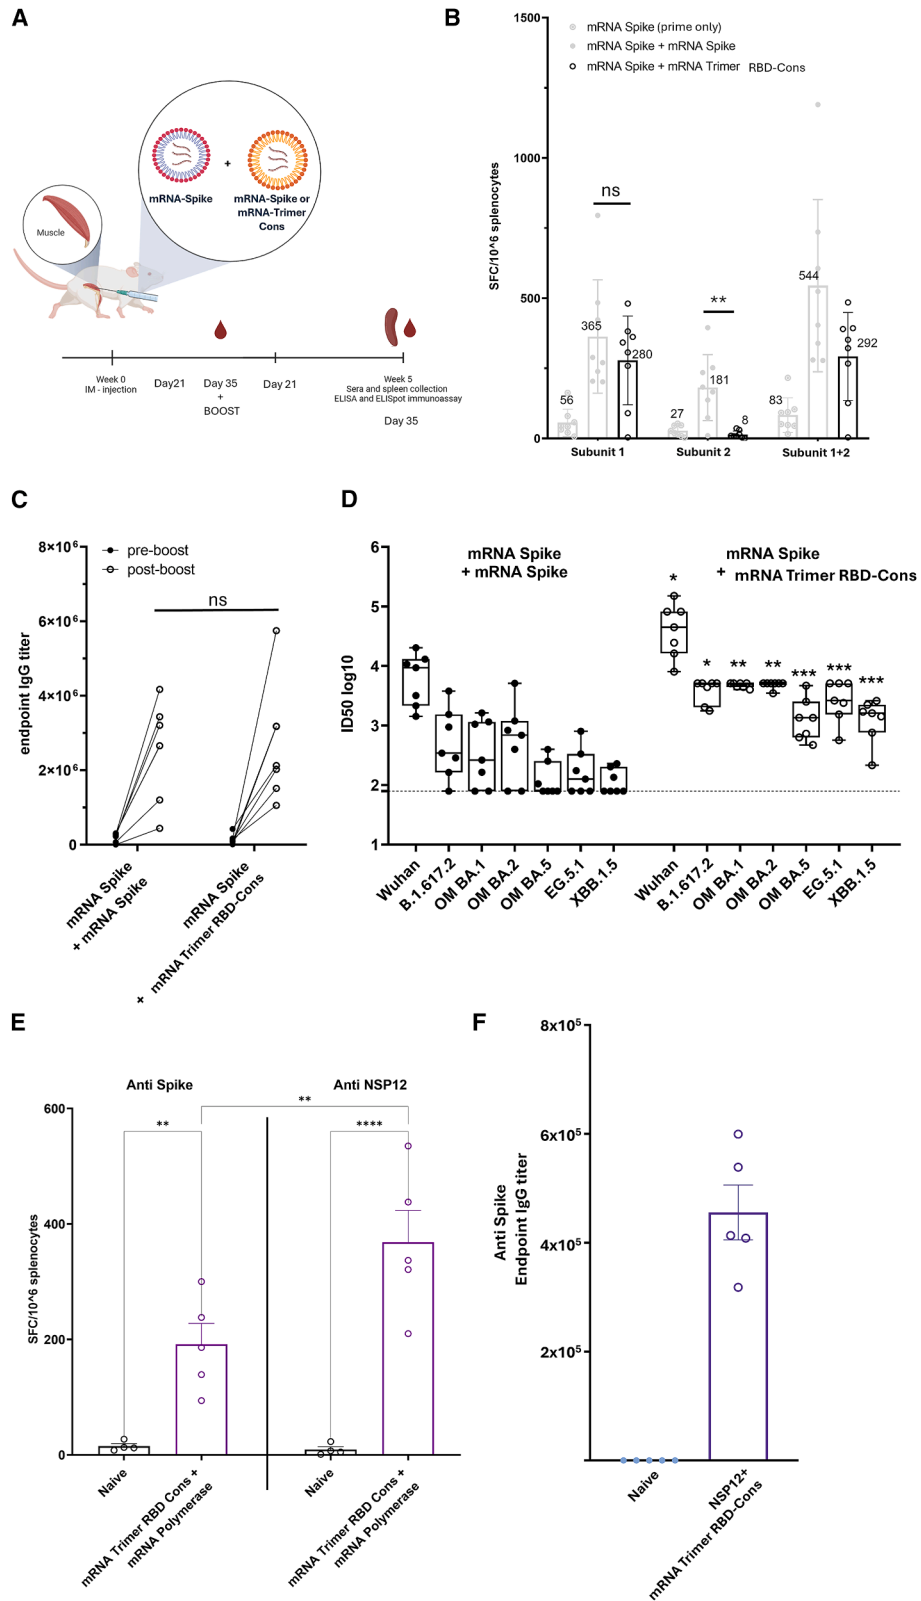 A
Muscle
mRNA-Spike
+
mRNA-Spike or
mRNA-Trimer
Cons
Week 0
IM - injection
Day21
Day 35
+
BOOST
Day 21
Week 5
Sera and spleen collection
ELISA and ELISpot immunoassay
Day 35
B
SFC/10^6 splenocytes
1500
1000
500
0
mRNA Spike (prime only)
mRNA Spike + mRNA Spike
mRNA Spike + mRNA Trimer RBD-Cons
ns
**
56
365
280
27
181
8
83
544
292
Subunit 1
Subunit 2
Subunit 1+2
C
endpoint IgG titer
8×10⁶
6×10⁶
4×10⁶
2×10⁶
0
pre-boost
post-boost
ns
mRNA Spike
+ mRNA Spike
mRNA Spike
+ mRNA Trimer RBD-Cons
D
ID50 log10
6
5
4
3
2
1
mRNA Spike
+ mRNA Spike
mRNA Spike
+ mRNA Trimer RBD-Cons
*
*
**
**
***
***
***
Wuhan
B.1.617.2
OM BA.1
OM BA.2
OM BA.5
EG.5.1
XBB.1.5
Wuhan
B.1.617.2
OM BA.1
OM BA.2
OM BA.5
EG.5.1
XBB.1.5
E
Anti Spike
Anti NSP12
SFC/10^6 splenocytes
600
400
200
0
**
**
****
Naive
mRNA Trimer RBD Cons +
mRNA Polymerase
Naive
mRNA Trimer RBD Cons +
mRNA Polymerase
F
Anti Spike
Endpoint IgG titer
8x10⁵
6x10⁵
4x10⁵
2x10⁵
Naive
NSP12+
mRNA Trimer RBD-Cons